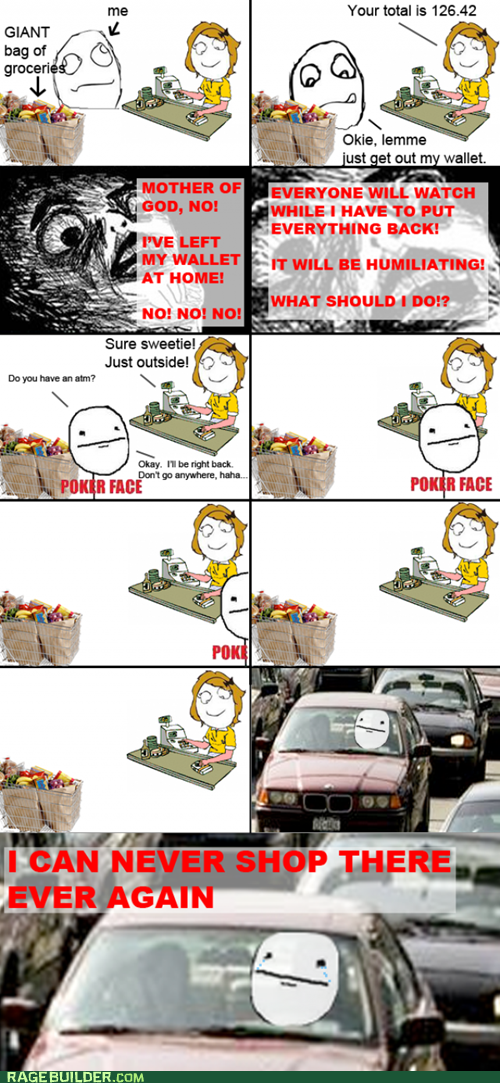 me
GIANT
bag of
groceries
Your total is 126.42
Okie, lemme
just get out my wallet.
MOTHER OF
GOD, NO!
I'VE LEFT
MY WALLET
AT HOME!
NO! NO! NO!
EVERYONE WILL WATCH
WHILE I HAVE TO PUT
EVERYTHING BACK!
IT WILL BE HUMILIATING!
WHAT SHOULD I DO!?
Do you have an atm?
Sure sweetie!
Just outside!
Okay. I'll be right back.
Don't go anywhere, haha...
POKER FACE
POKER FACE
POKE
I CAN NEVER SHOP THERE
EVER AGAIN
RAGEBUILDER.COM